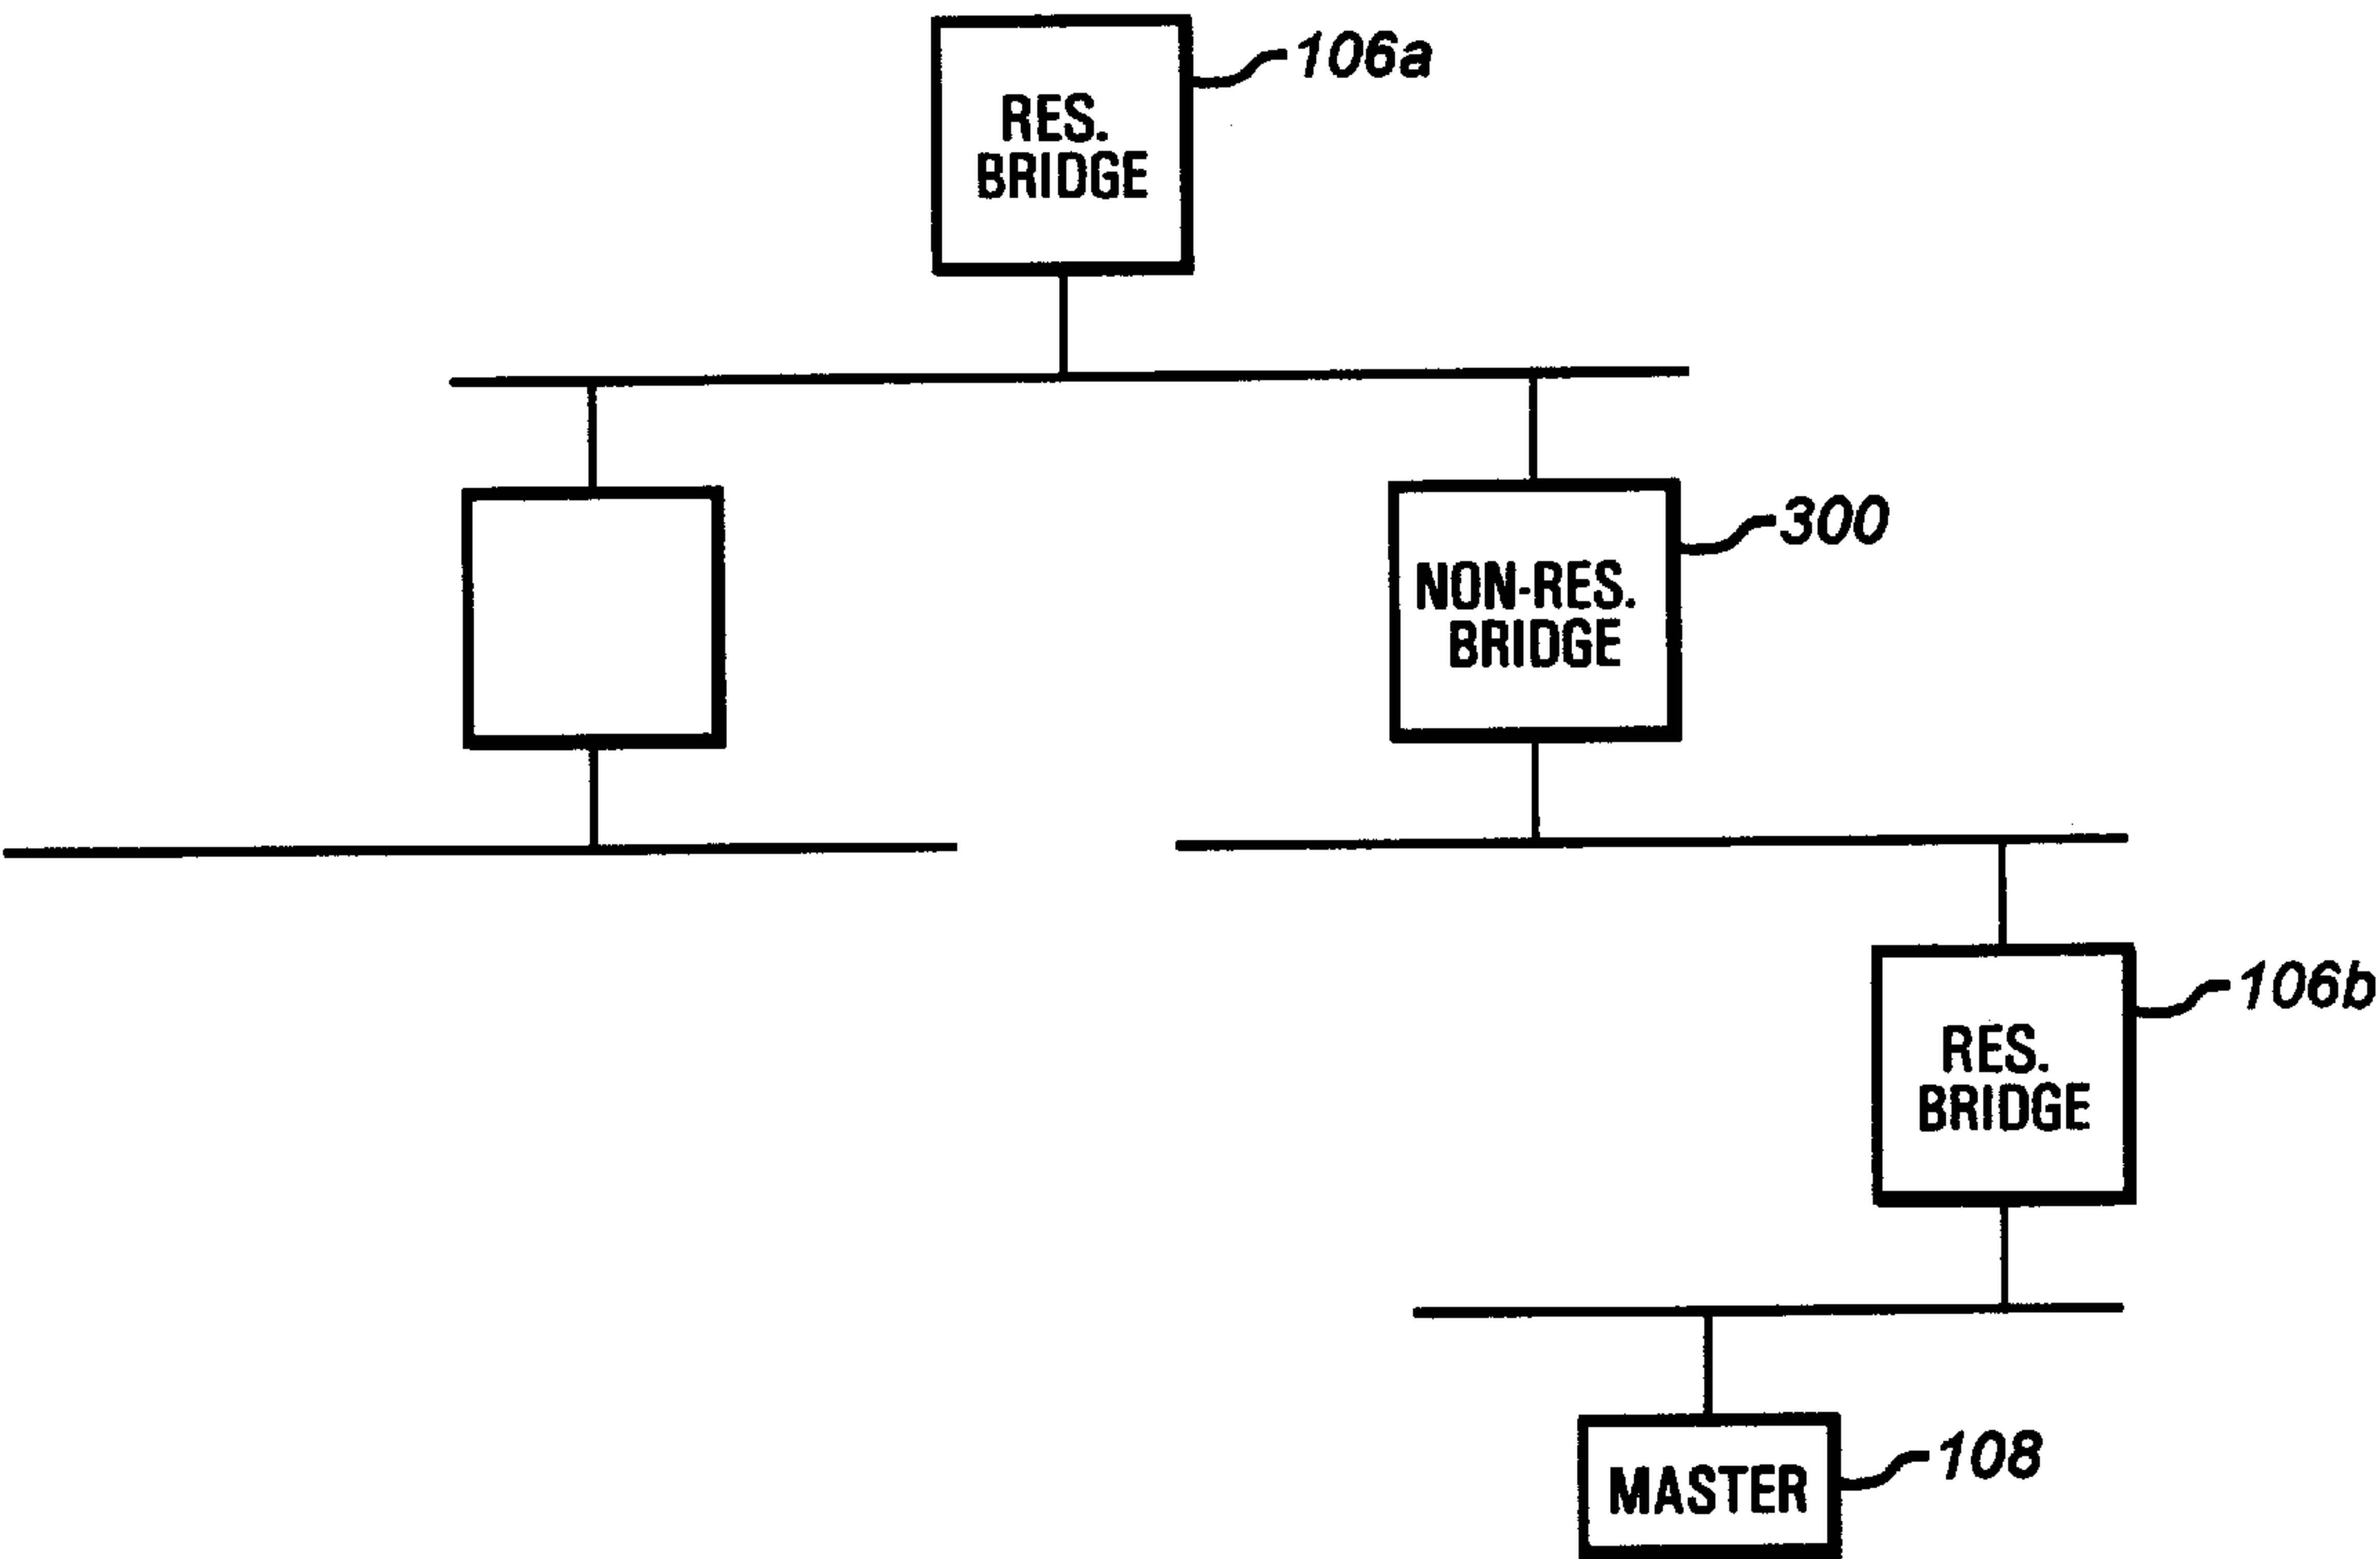 106a
RES.
BRIDGE
300
NON-RES.
BRIDGE
106b
RES.
BRIDGE
108
MASTER